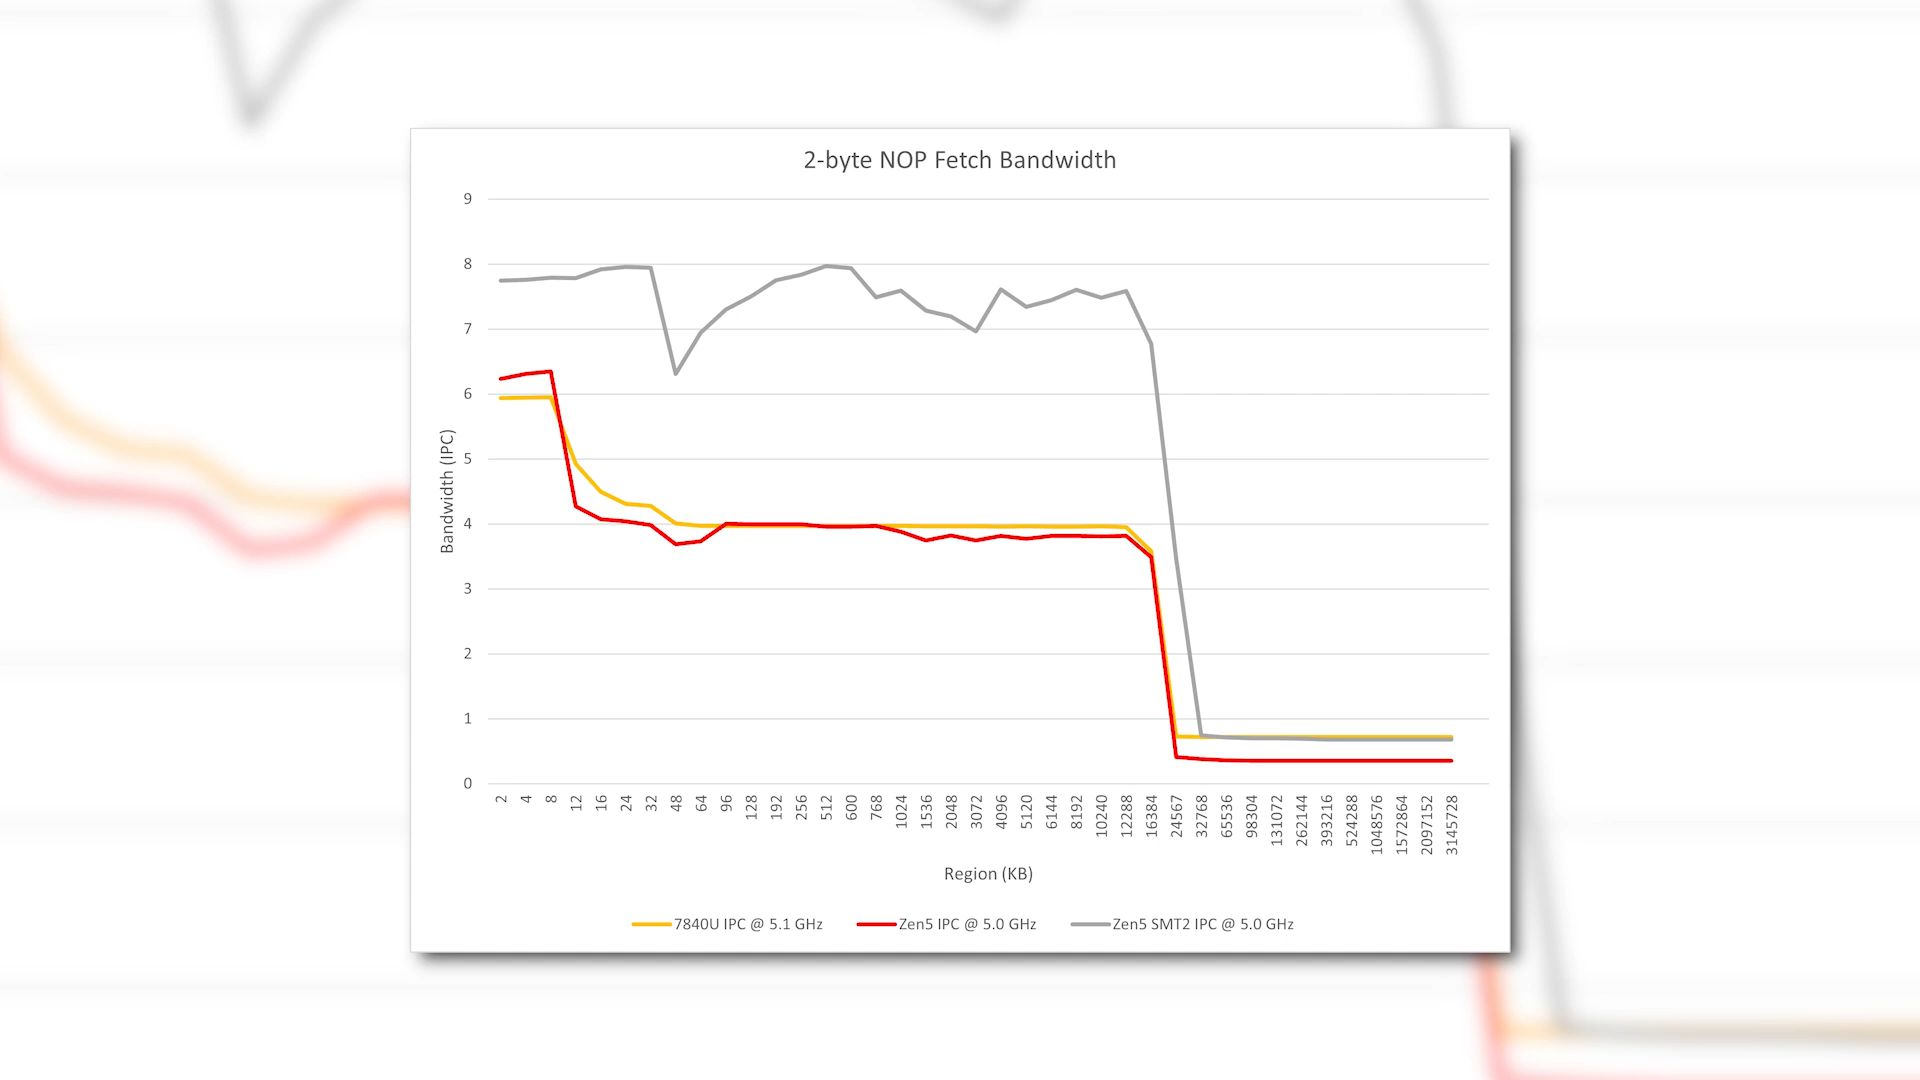 2-byte NOP Fetch Bandwidth
9
8
7
6
5
4
3
2
1
0
Bandwidth (IPC)
2 4 8 12 16 24 32 48 64 96 128 192 256 512 600 768 1024 1536 2048 3072 4096 5120 6144 8192 10240 12288 16384 24567 32768 65536 98304 131072 262144 393216 524288 1048576 1572864 2097152 3145728
Region (KB)
7840U IPC @ 5.1 GHz Zen5 IPC @ 5.0 GHz Zen5 SMT2 IPC @ 5.0 GHz